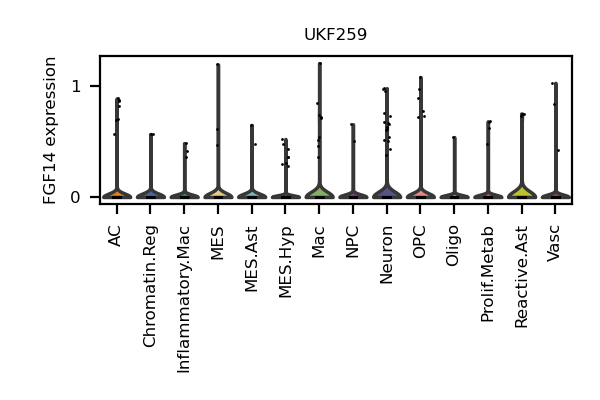 UKF259
FGF14 expression
1
0
AC
Chromatin.Reg
Inflammatory.Mac
MES
MES.Ast
MES.Hyp
Mac
NPC
Neuron
OPC
Oligo
Prolif.Metab
Reactive.Ast
Vasc